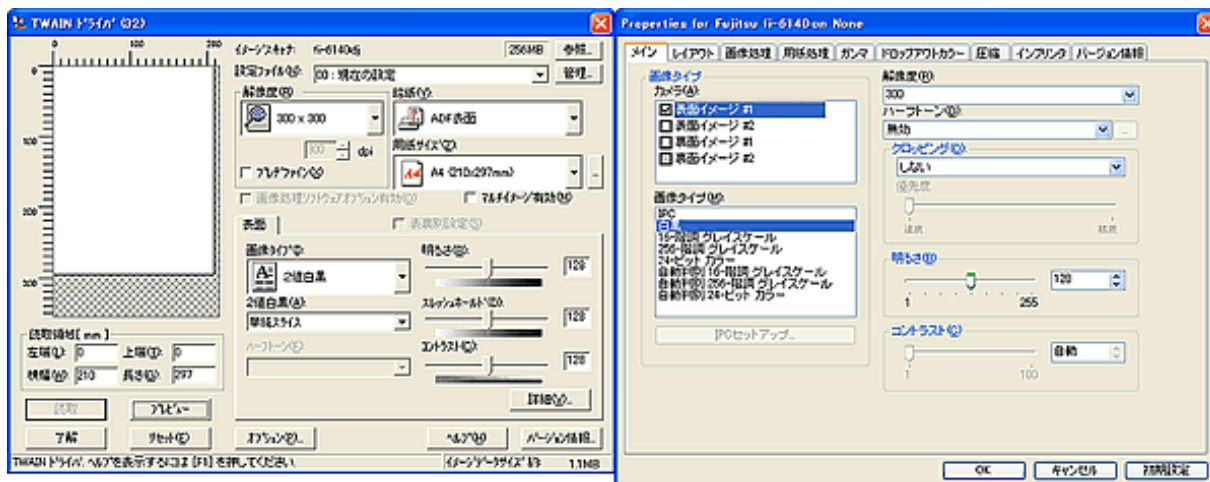 TWAIN ドライバ (32)
0 100 200
0
100
200
300
イメージスキャナ: fi-6140dj 256MB 参照...
設定ファイル(N): 00 : 現在の設定 管理...
解像度(R)
300 x 300
300 dpi
プレデファイン(X)
給紙(Y):
ADF表面
用紙サイズ(Z):
A4 (210x297mm)
...
画像処理ソフトウェアオプション有効(Q) マルチイメージ有効(M)
表面 表裏別設定(S)
画像タイプ(I):
2値白黒
2値白黒(A):
単純スライス
ハーフトーン(E):
明るさ(B):
128
スレッショホールド(D):
128
コントラスト(C):
128
詳細(V)...
読取領域[ mm ]
左端(L): 0 上端(T): 0
横幅(W): 210 長さ(G): 297
読取 プレビュー
了解 リセット(K) オプション(P)... ヘルプ(H) バージョン情報...
TWAIN ドライバ. ヘルプを表示するには [F1] を押してください. イメージデータサイズ 1.1MB
Properties for Fujitsu fi-6140 on None
メイン レイアウト 画像処理 用紙処理 ガンマ ドロップアウトカラー 圧縮 インプリンタ バージョン情報
画像タイプ
カメラ(A):
表面イメージ #1
表面イメージ #2
裏面イメージ #1
裏面イメージ #2
画像タイプ(M):
IPC
白黒
16-階調 グレイスケール
256-階調 グレイスケール
24-ビット カラー
自動判別 16-階調 グレイスケール
自動判別 256-階調 グレイスケール
自動判別 24-ビット カラー
IPCセットアップ...
解像度(R):
300
ハーフトーン(D):
無効
...
クロッピング(C)
しない
優先度
速度 精度
明るさ(B)
128
1 255
コントラスト(C)
自動
1 100
OK キャンセル 初期設定